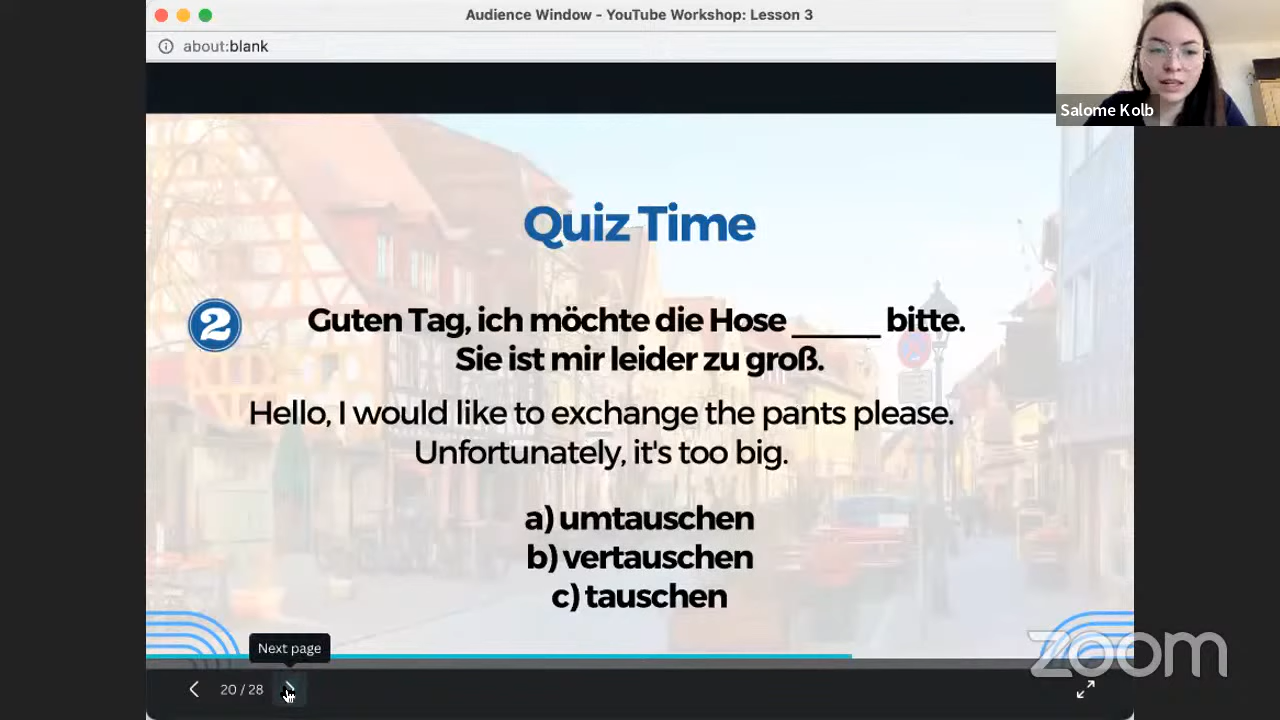 Audience Window - YouTube Workshop: Lesson 3
about:blank
Salome Kolb
Quiz Time
2
Guten Tag, ich möchte die Hose ______ bitte.
Sie ist mir leider zu groß.
Hello, I would like to exchange the pants please.
Unfortunately, it's too big.
a) umtauschen
b) vertauschen
c) tauschen
Next page
20 / 28
zoom